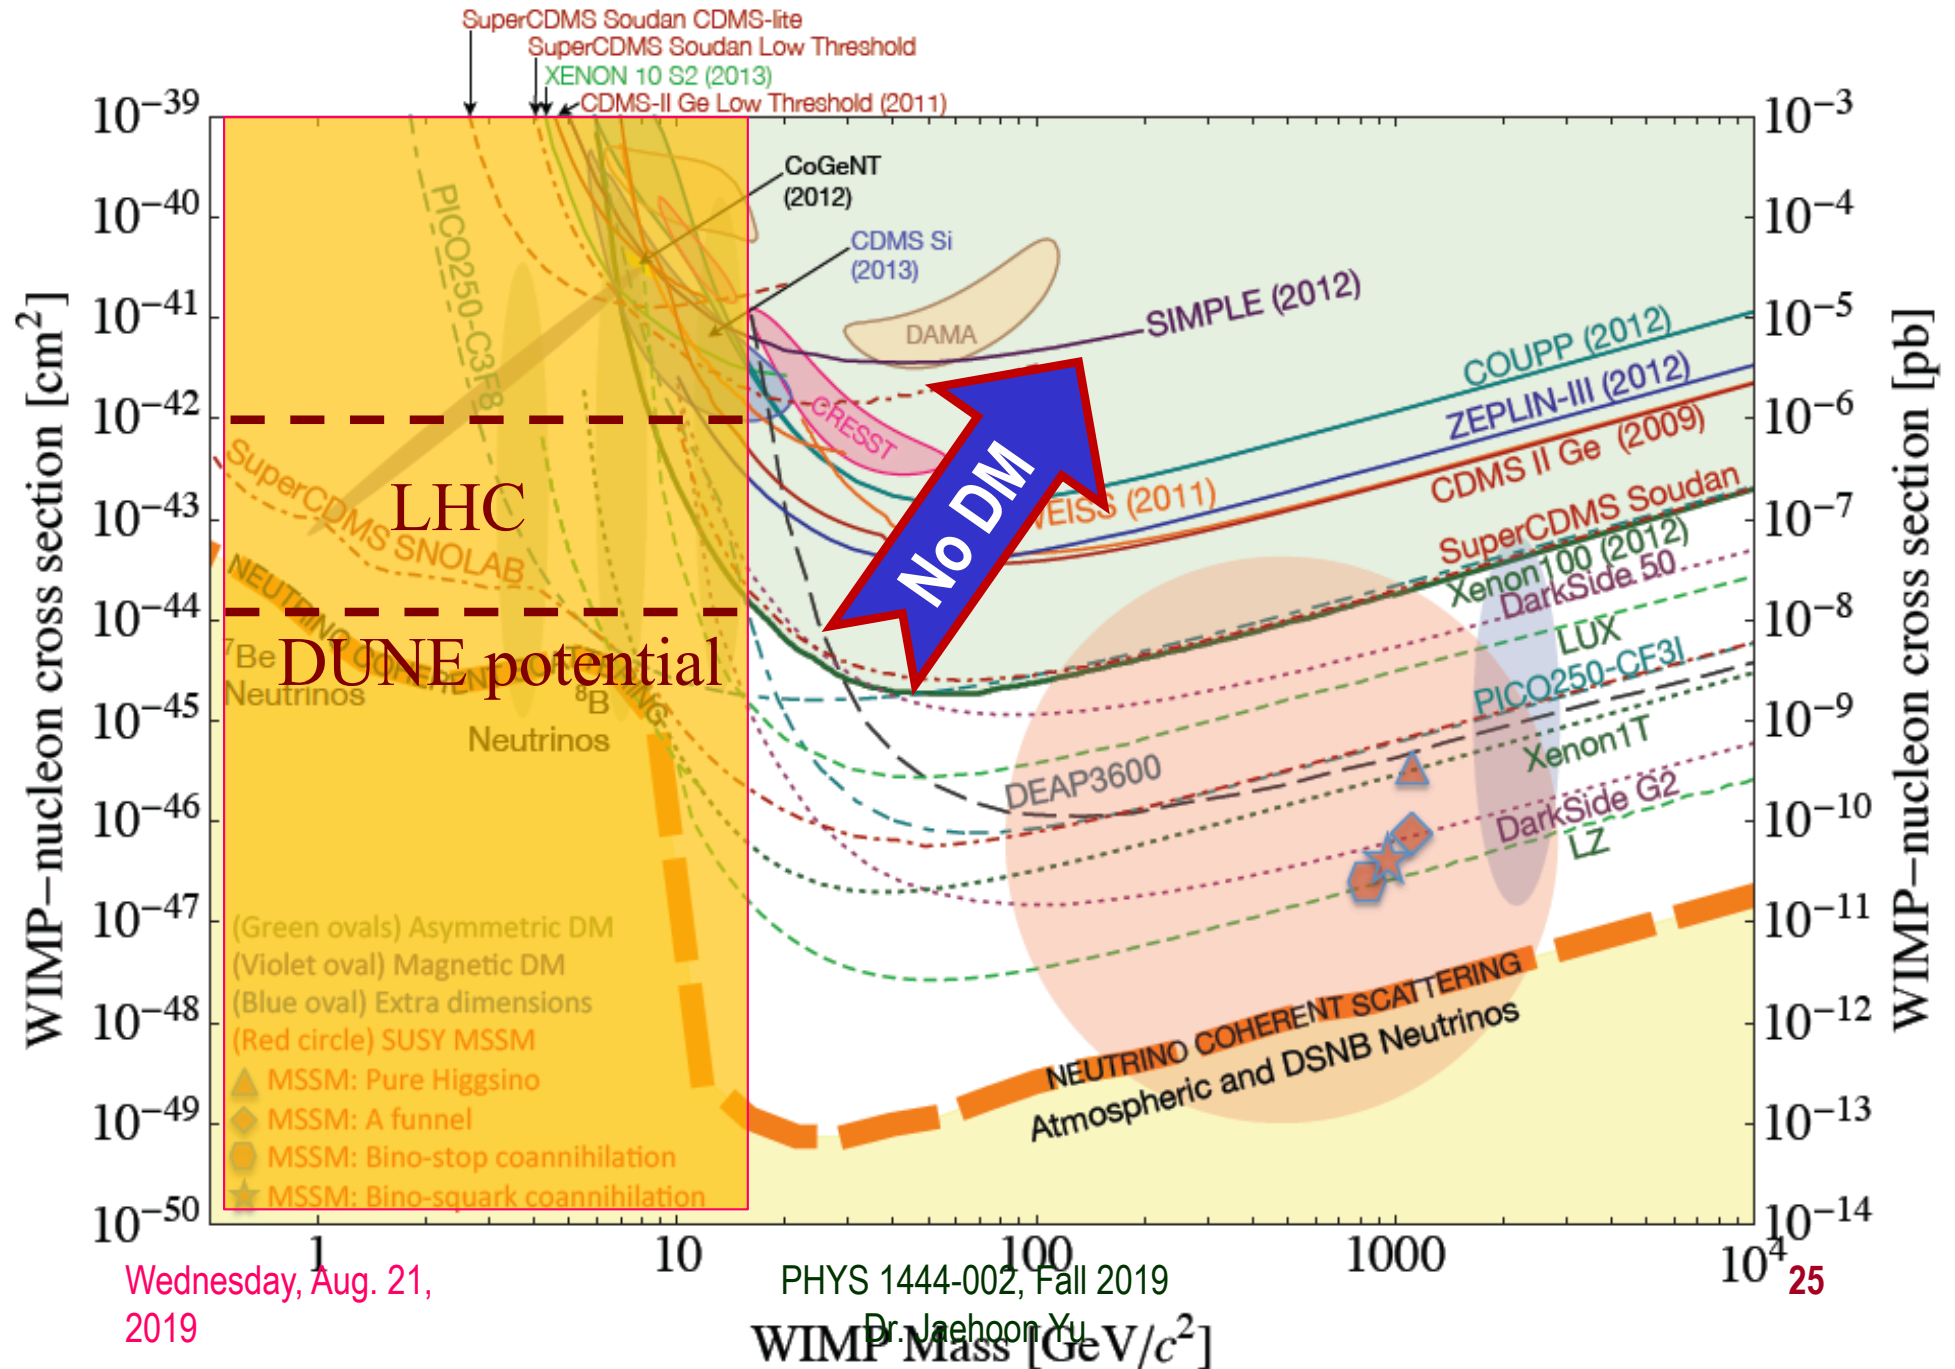 SuperCDMS Soudan CDMS-lite
SuperCDMS Soudan Low Threshold
XENON 10 S2 (2013)
CDMS-II Ge Low Threshold (2011)
10−39
10−40
10−41
10−42
10−43
10−44
10−45
10−46
10−47
10−48
10−49
10−50
WIMP−nucleon cross section [cm2]
10−3
10−4
10−5
10−6
10−7
10−8
10−9
10−10
10−11
10−12
10−13
10−14
WIMP−nucleon cross section [pb]
CoGeNT
(2012)
CDMS Si
(2013)
PICO250-C3F8
DAMA
SIMPLE (2012)
COUPP (2012)
ZEPLIN-III (2012)
CRESST
CDMS II Ge (2009)
No DM
EISS (2011)
SuperCDMS Soudan
Xenon100 (2012)
DarkSide 50
LUX
PICO250-CF3I
Xenon1T
DarkSide G2
LZ
DEAP3600
SuperCDMS SNOLAB
LHC
NEUTRINO COHERENT SCATTERING
DUNE potential
7Be
Neutrinos
8B
Neutrinos
(Green ovals) Asymmetric DM
(Violet oval) Magnetic DM
(Blue oval) Extra dimensions
(Red circle) SUSY MSSM
MSSM: Pure Higgsino
MSSM: A funnel
MSSM: Bino-stop coannihilation
MSSM: Bino-squark coannihilation
NEUTRINO COHERENT SCATTERING
Atmospheric and DSNB Neutrinos
1
10
100
1000
104
WIMP Mass [GeV/c2]
Wednesday, Aug. 21,
2019
PHYS 1444-002, Fall 2019
Dr. Jaehoon Yu
25